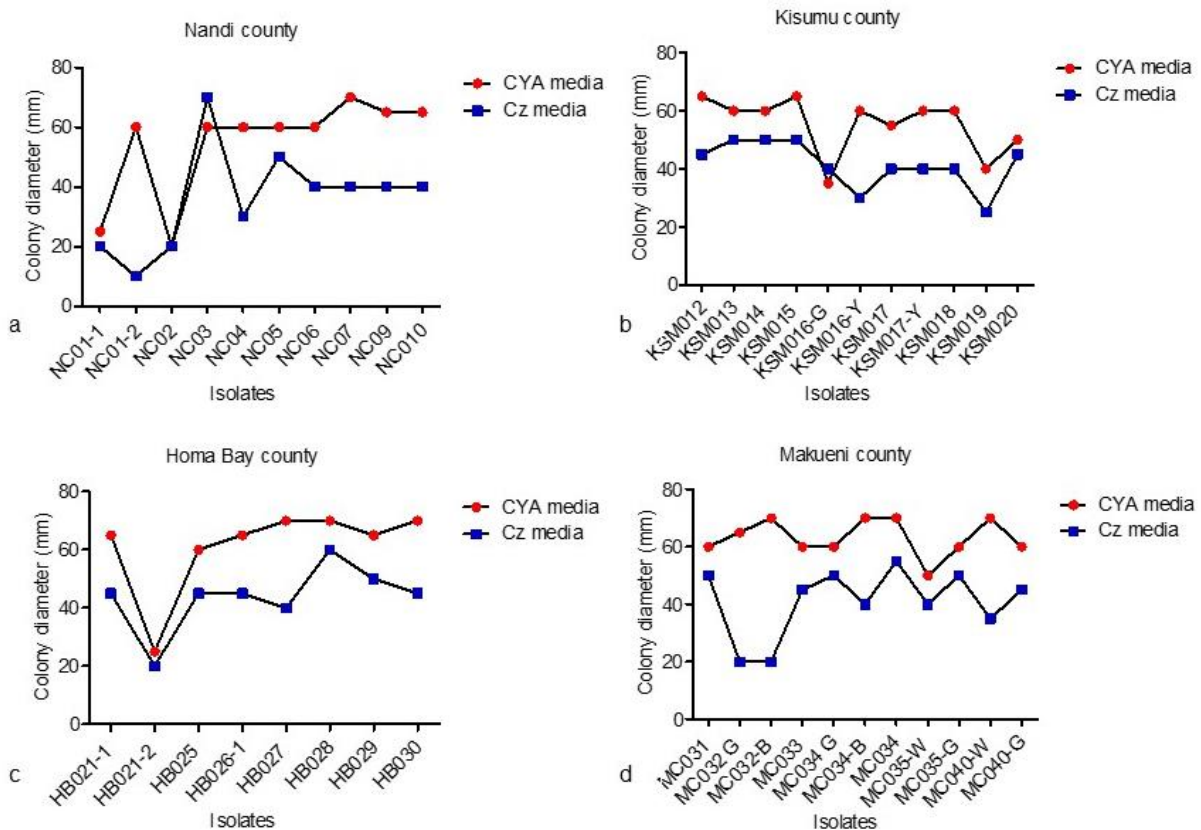 Nandi county
80
60
40
20
0
Colony diameter (mm)
CYA media
Cz media
NC01-1
NC01-2
NC02
NC03
NC04
NC05
NC06
NC07
NC09
NC010
Isolates
a
Kisumu county
80
60
40
20
0
Colony diameter (mm)
CYA media
Cz media
KSM012
KSM013
KSM014
KSM015
KSM016-G
KSM016-Y
KSM017
KSM017-Y
KSM018
KSM019
KSM020
Isolates
b
Homa Bay county
80
60
40
20
0
Colony diameter (mm)
CYA media
Cz media
HB021-1
HB021-2
HB025
HB026-1
HB027
HB028
HB029
HB030
Isolates
c
Makueni county
80
60
40
20
0
Colony diameter (mm)
CYA media
Cz media
MC031
MC032 G
MC032-B
MC033
MC034 G
MC034-B
MC034
MC035-W
MC035-G
MC040-W
MC040-G
Isolates
d